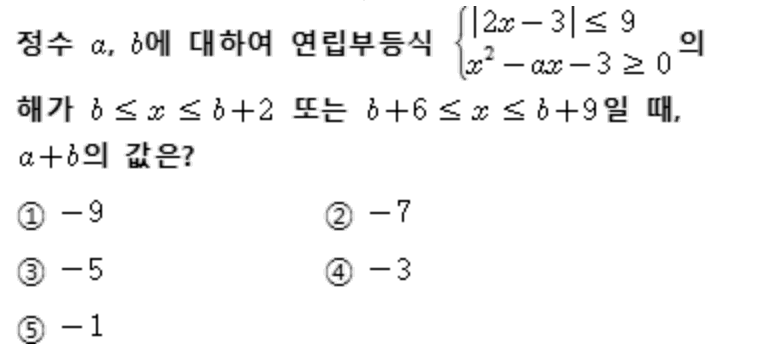 정수 a, b에 대하여 연립부등식 {|2x−3| ≤ 9, x²−ax−3 ≥ 0 의
해가 b ≤ x ≤ b+2 또는 b+6 ≤ x ≤ b+9일 때,
a+b의 값은?
① −9 ② −7
③ −5 ④ −3
⑤ −1